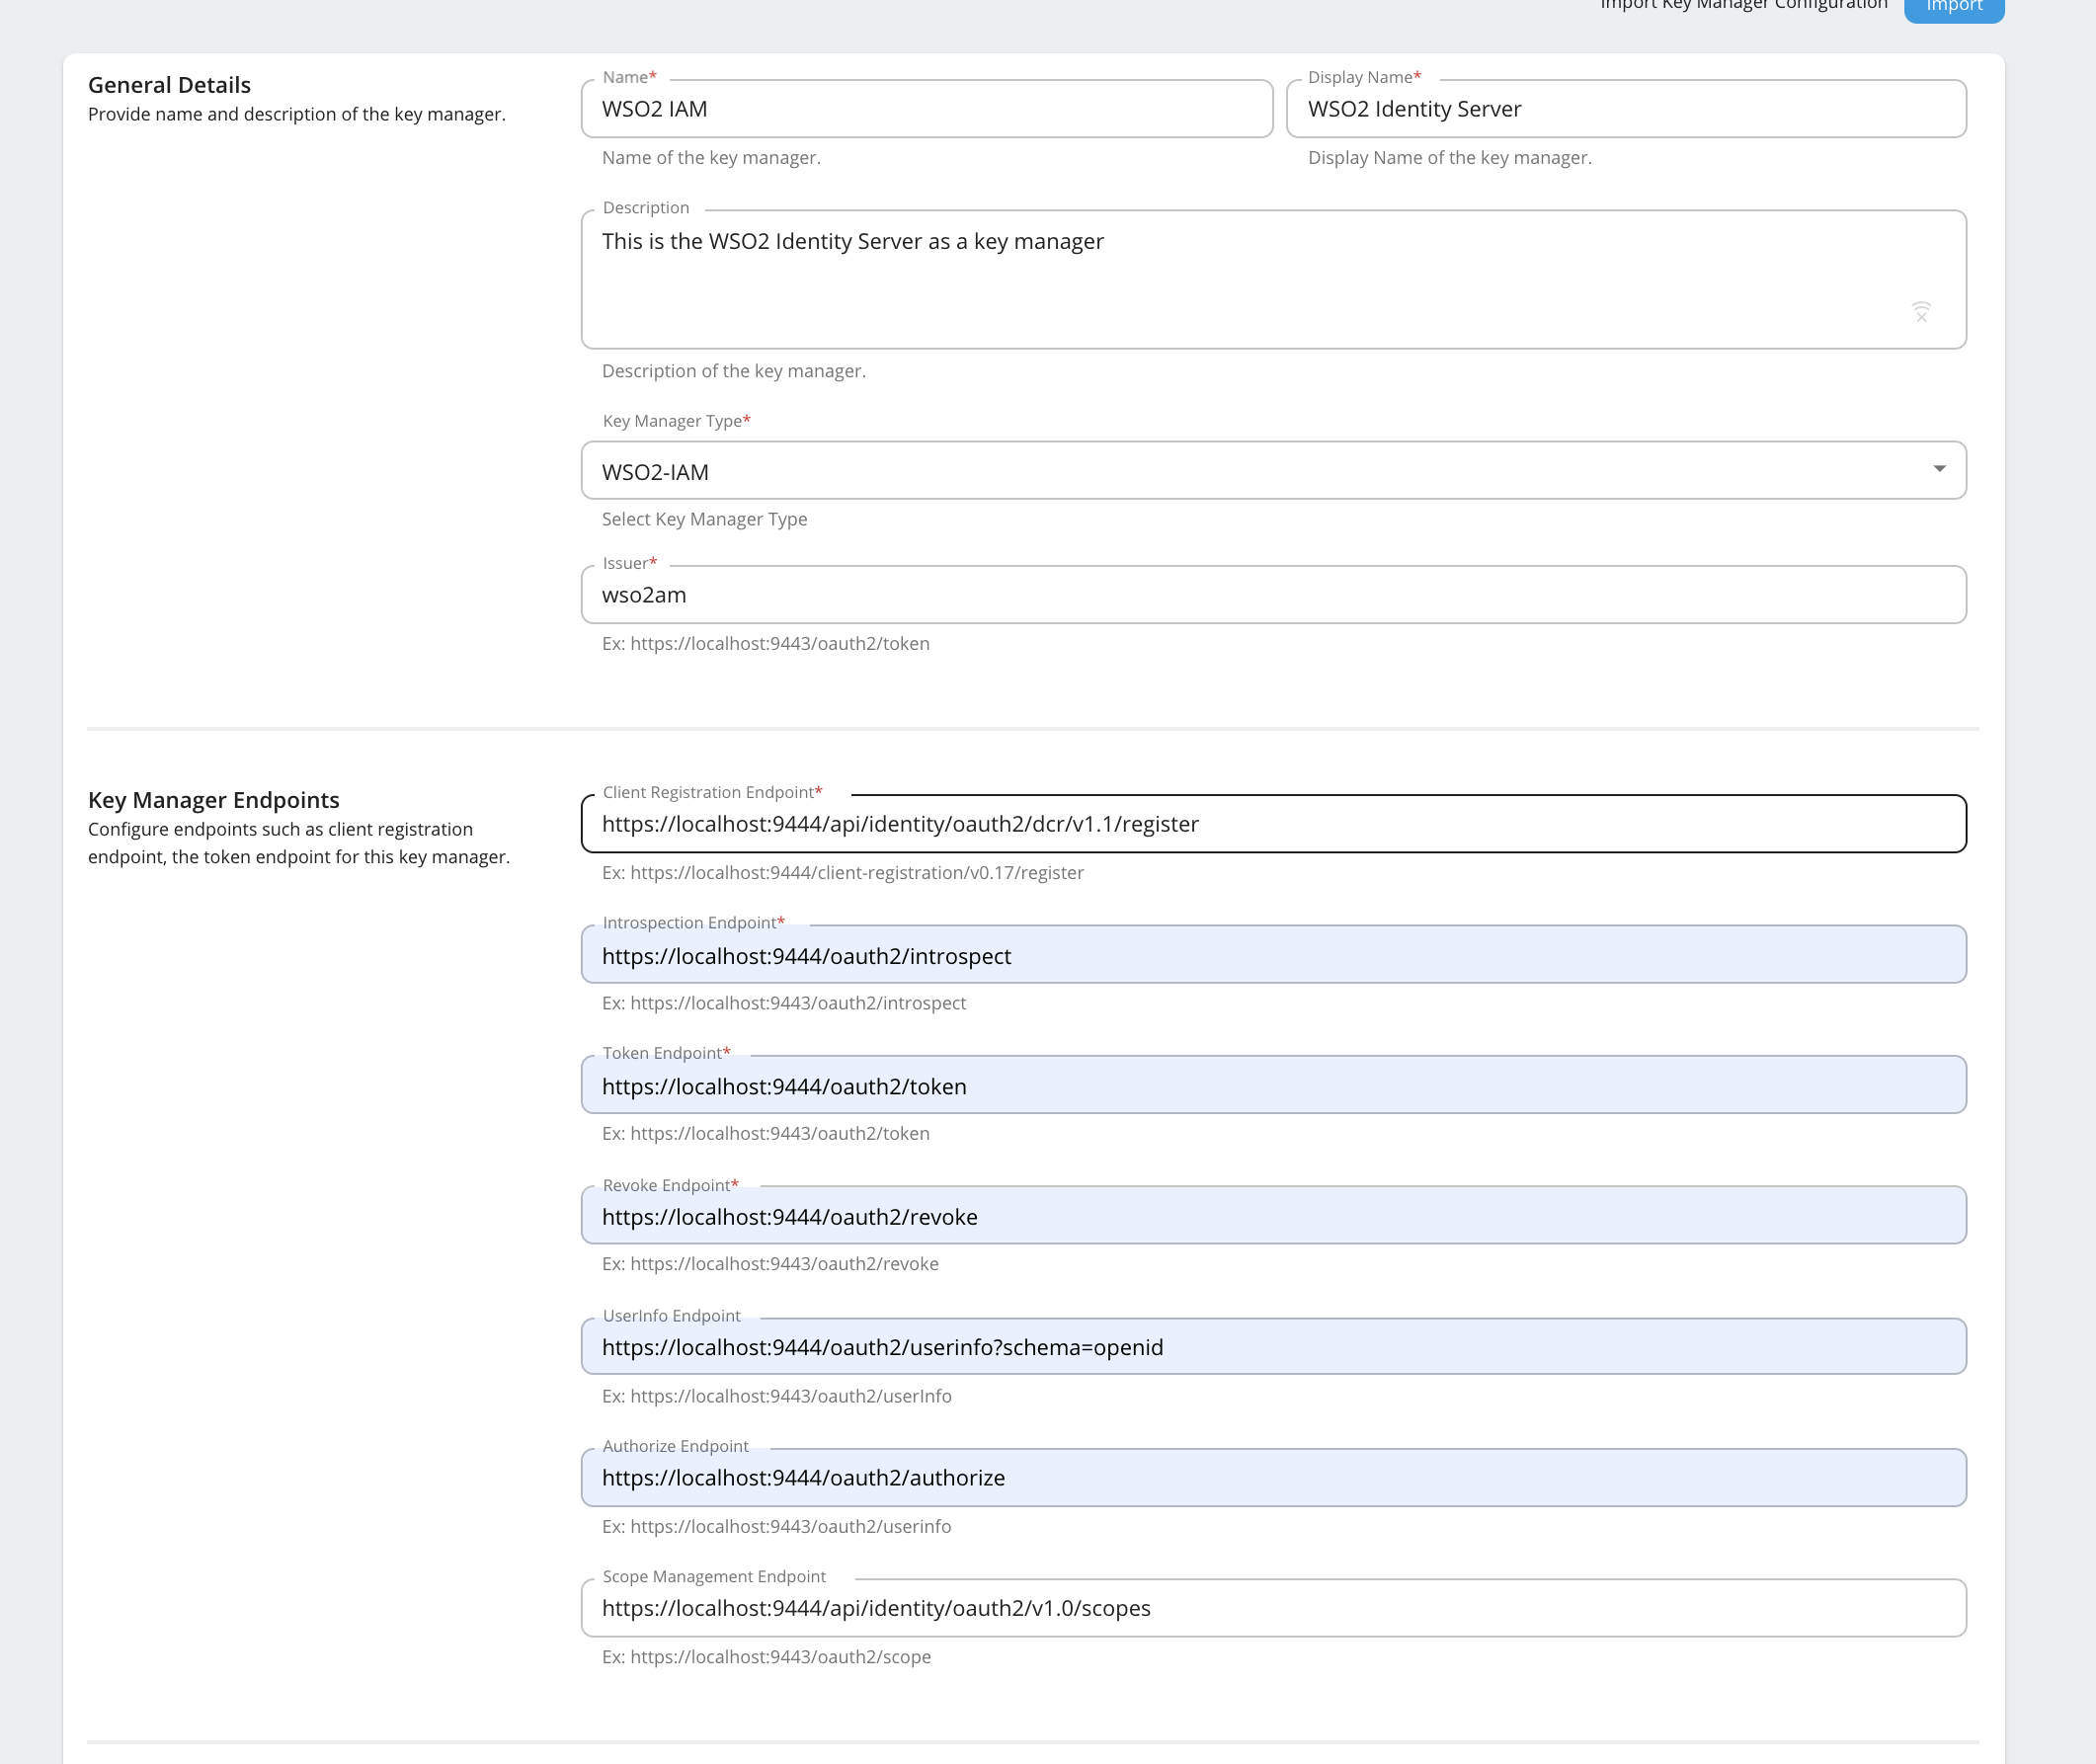 Import Key Manager Configuration
Import
General Details
Provide name and description of the key manager.
Name*
WSO2 IAM
Name of the key manager.
Display Name*
WSO2 Identity Server
Display Name of the key manager.
Description
This is the WSO2 Identity Server as a key manager
Description of the key manager.
Key Manager Type*
WSO2-IAM
Select Key Manager Type
Issuer*
wso2am
Ex: https://localhost:9443/oauth2/token
Key Manager Endpoints
Configure endpoints such as client registration
endpoint, the token endpoint for this key manager.
Client Registration Endpoint*
https://localhost:9444/api/identity/oauth2/dcr/v1.1/register
Ex: https://localhost:9444/client-registration/v0.17/register
Introspection Endpoint*
https://localhost:9444/oauth2/introspect
Ex: https://localhost:9443/oauth2/introspect
Token Endpoint*
https://localhost:9444/oauth2/token
Ex: https://localhost:9443/oauth2/token
Revoke Endpoint*
https://localhost:9444/oauth2/revoke
Ex: https://localhost:9443/oauth2/revoke
UserInfo Endpoint
https://localhost:9444/oauth2/userinfo?schema=openid
Ex: https://localhost:9443/oauth2/userInfo
Authorize Endpoint
https://localhost:9444/oauth2/authorize
Ex: https://localhost:9443/oauth2/userinfo
Scope Management Endpoint
https://localhost:9444/api/identity/oauth2/v1.0/scopes
Ex: https://localhost:9443/oauth2/scope